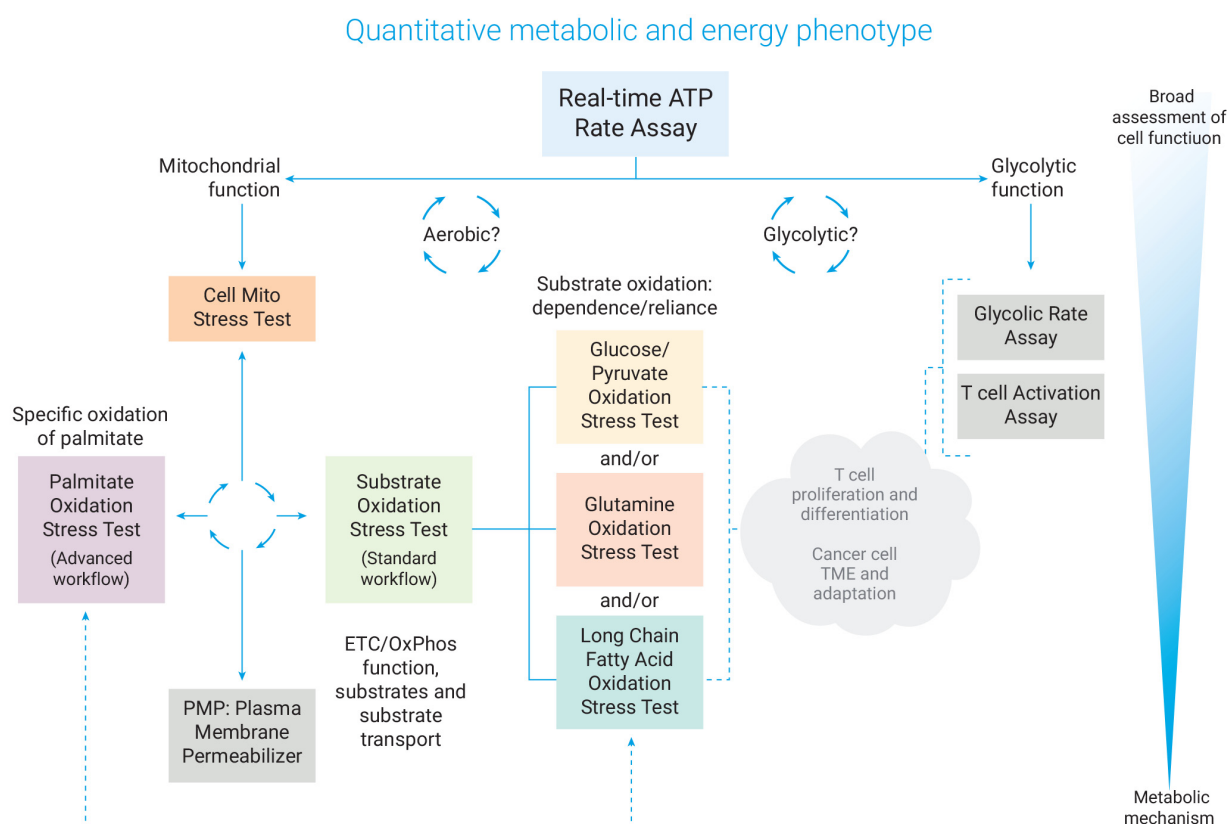 Quantitative metabolic and energy phenotype
Real-time ATP
Rate Assay
Broad
assessment of
cell functiuon
Mitochondrial
function
Glycolytic
function
Aerobic?
Glycolytic?
Cell Mito
Stress Test
Substrate oxidation:
dependence/reliance
Glycolic Rate
Assay
T cell Activation
Assay
Glucose/
Pyruvate
Oxidation
Stress Test
and/or
Glutamine
Oxidation
Stress Test
and/or
Long Chain
Fatty Acid
Oxidation
Stress Test
Specific oxidation
of palmitate
Palmitate
Oxidation
Stress Test
(Advanced
workflow)
Substrate
Oxidation
Stress Test
(Standard
workflow)
T cell
proliferation and
differentiation
Cancer cell
TME and
adaptation
ETC/OxPhos
function,
substrates and
substrate
transport
PMP: Plasma
Membrane
Permeabilizer
Metabolic
mechanism